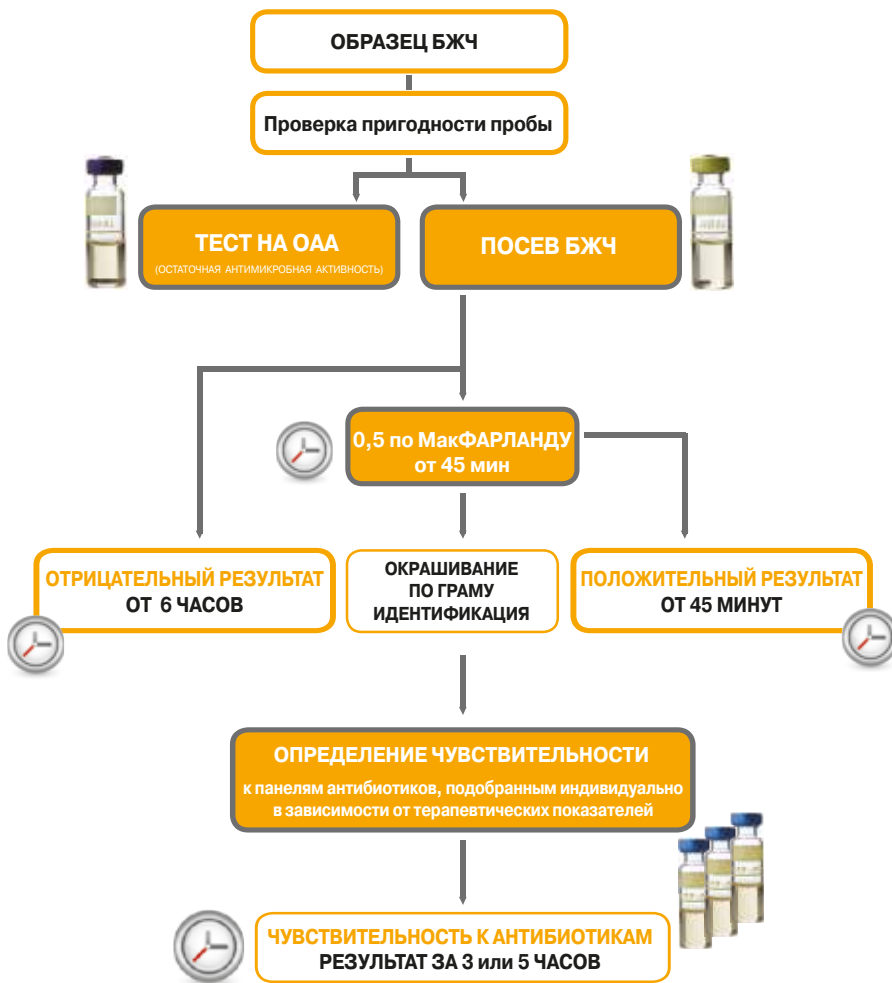 ОБРАЗЕЦ БЖЧ
Проверка пригодности пробы
ТЕСТ НА ОАА
(ОСТАТОЧНАЯ АНТИМИКРОБНАЯ АКТИВНОСТЬ)
ПОСЕВ БЖЧ
0,5 по МакФАРЛАНДУ
от 45 мин
ОТРИЦАТЕЛЬНЫЙ РЕЗУЛЬТАТ
ОТ 6 ЧАСОВ
ОКРАШИВАНИЕ
ПО ГРАМУ
ИДЕНТИФИКАЦИЯ
ПОЛОЖИТЕЛЬНЫЙ РЕЗУЛЬТАТ
ОТ 45 МИНУТ
ОПРЕДЕЛЕНИЕ ЧУВСТВИТЕЛЬНОСТИ
к панелям антибиотиков, подобранным индивидуально
в зависимости от терапевтических показателей
ЧУВСТВИТЕЛЬНОСТЬ К АНТИБИОТИКАМ
РЕЗУЛЬТАТ ЗА 3 или 5 ЧАСОВ